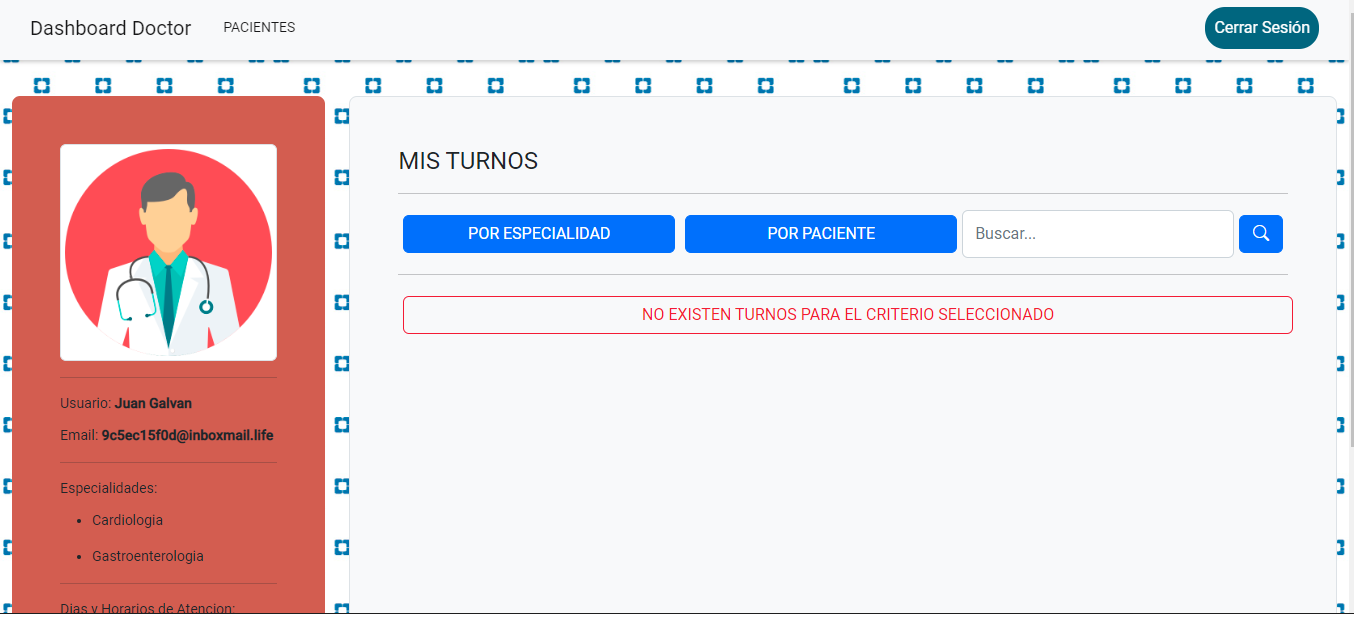 Dashboard Doctor PACIENTES Cerrar Sesión
MIS TURNOS
POR ESPECIALIDAD POR PACIENTE Buscar...
NO EXISTEN TURNOS PARA EL CRITERIO SELECCIONADO
Usuario: Juan Galvan
Email: 9c5ec15f0d@inboxmail.life
Especialidades:
• Cardiologia
• Gastroenterologia
Dias y Horarios de Atencion: